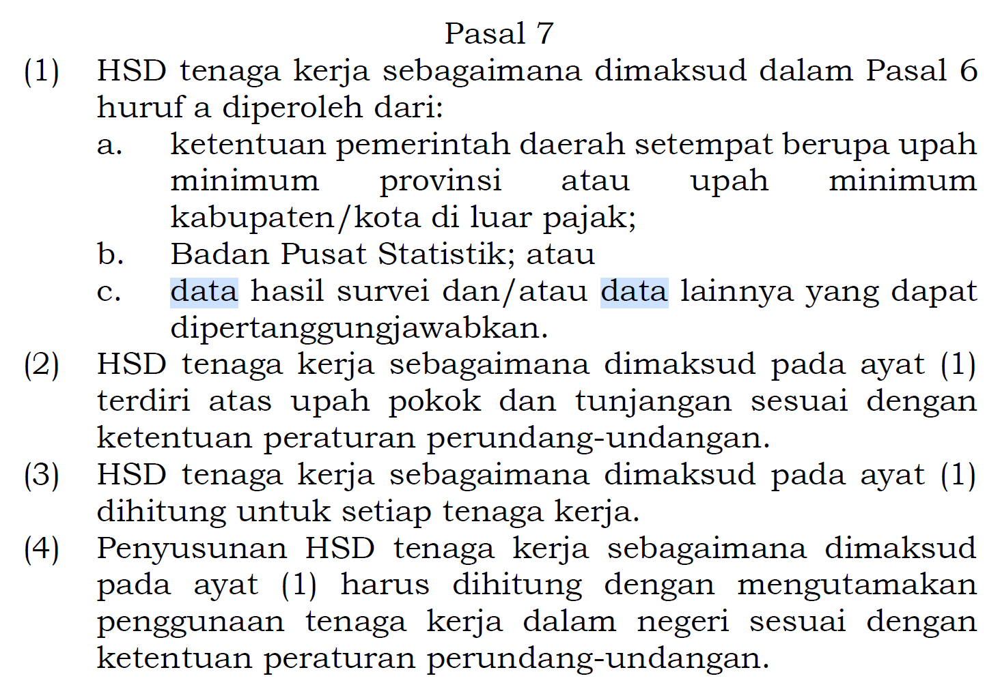 Pasal 7
(1) HSD tenaga kerja sebagaimana dimaksud dalam Pasal 6
huruf a diperoleh dari:
a. ketentuan pemerintah daerah setempat berupa upah
minimum provinsi atau upah minimum
kabupaten/kota di luar pajak;
b. Badan Pusat Statistik; atau
c. data hasil survei dan/atau data lainnya yang dapat
dipertanggungjawabkan.
(2) HSD tenaga kerja sebagaimana dimaksud pada ayat (1)
terdiri atas upah pokok dan tunjangan sesuai dengan
ketentuan peraturan perundang-undangan.
(3) HSD tenaga kerja sebagaimana dimaksud pada ayat (1)
dihitung untuk setiap tenaga kerja.
(4) Penyusunan HSD tenaga kerja sebagaimana dimaksud
pada ayat (1) harus dihitung dengan mengutamakan
penggunaan tenaga kerja dalam negeri sesuai dengan
ketentuan peraturan perundang-undangan.